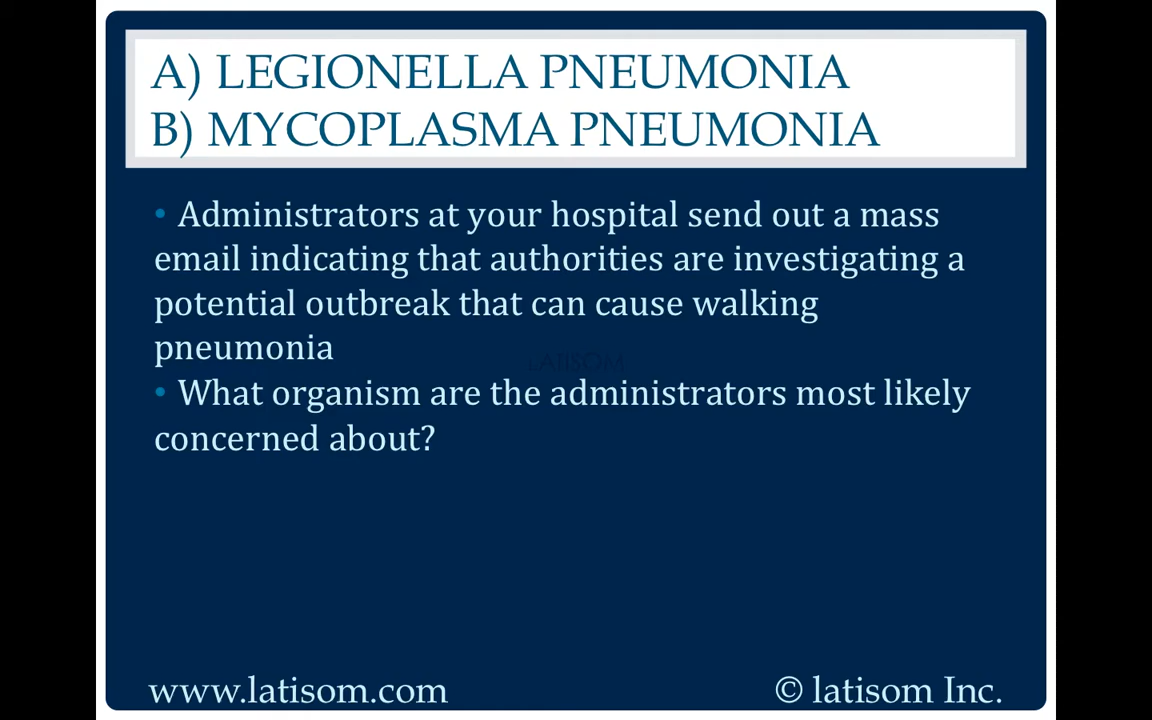 A) LEGIONELLA PNEUMONIA
B) MYCOPLASMA PNEUMONIA
• Administrators at your hospital send out a mass
email indicating that authorities are investigating a
potential outbreak that can cause walking
pneumonia
LATISOM
• What organism are the administrators most likely
concerned about?
www.latisom.com
© latisom Inc.